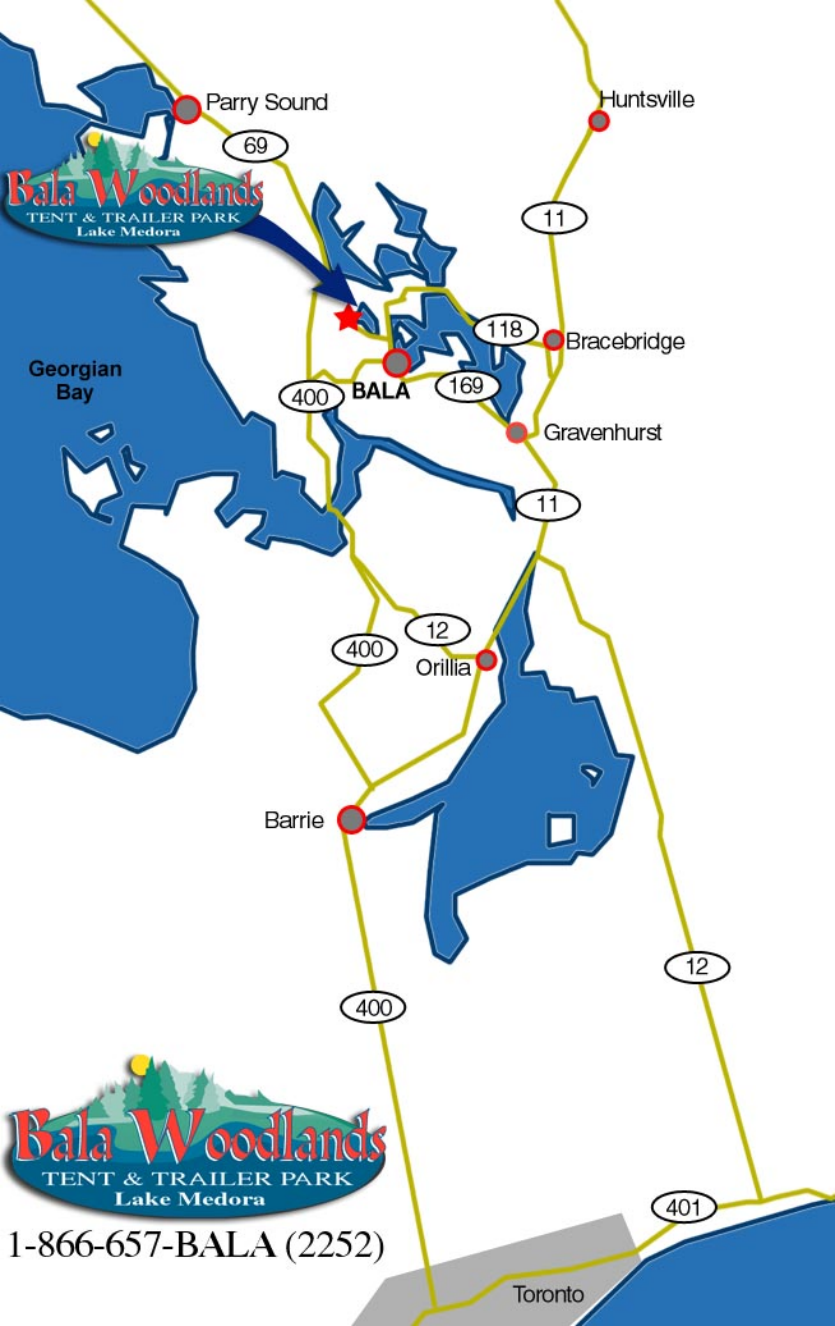 Parry Sound
Huntsville
69
Bala Woodlands
TENT & TRAILER PARK
Lake Medora
11
118
Bracebridge
Georgian
Bay
400
BALA
169
Gravenhurst
11
12
400
Orillia
Barrie
12
400
Bala Woodlands
TENT & TRAILER PARK
Lake Medora
401
1-866-657-BALA (2252)
Toronto